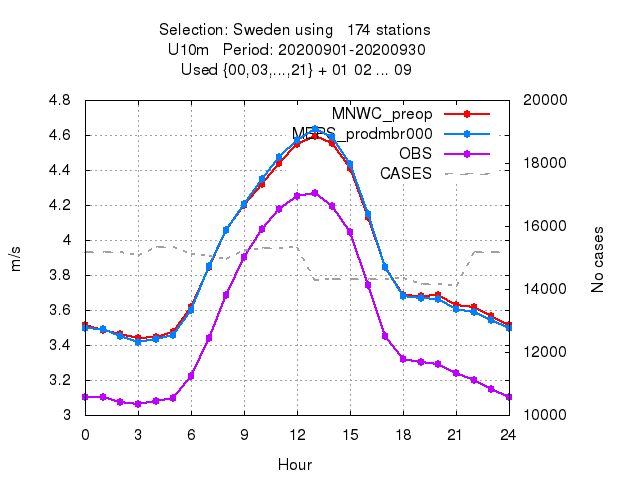 Selection: Sweden using 174 stations
U10m Period: 20200901-20200930
Used {00,03,...,21} + 01 02 ... 09
4.8
4.6
4.4
4.2
4
3.8
3.6
3.4
3.2
3
m/s
20000
18000
16000
14000
12000
10000
No cases
MNWC_preop
MEPS_prodmbr000
OBS
CASES
0 3 6 9 12 15 18 21 24
Hour